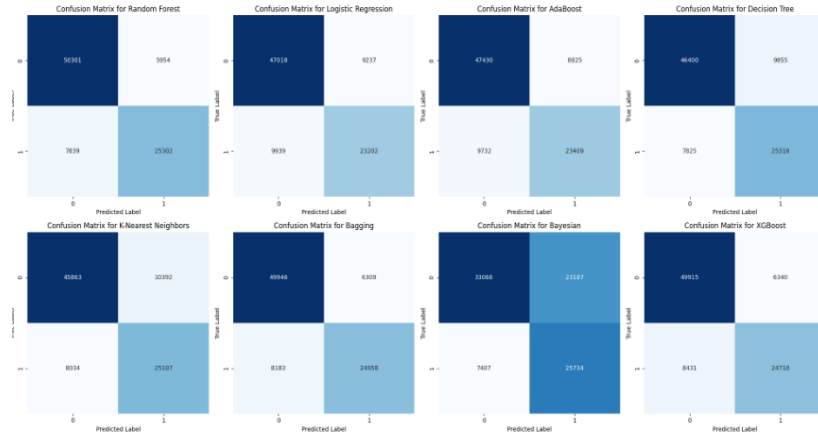 Confusion Matrix for Random Forest
Confusion Matrix for Logistic Regression
Confusion Matrix for AdaBoost
Confusion Matrix for Decision Tree
0 50301 5954
0 47018 9237
0 47430 8825
0 46400 9855
True Label
True Label
True Label
1 7839 25302
1 9939 23202
1 9732 23409
1 7825 25316
0 1
0 1
0 1
0 1
Predicted Label
Predicted Label
Predicted Label
Predicted Label
Confusion Matrix for K-Nearest Neighbors
Confusion Matrix for Bagging
Confusion Matrix for Bayesian
Confusion Matrix for XGBoost
0 45863 10392
0 49946 6309
0 33068 23187
0 49915 6340
True Label
True Label
True Label
1 8034 25107
1 8183 24958
1 7407 25734
1 8431 24710
0 1
0 1
0 1
0 1
Predicted Label
Predicted Label
Predicted Label
Predicted Label